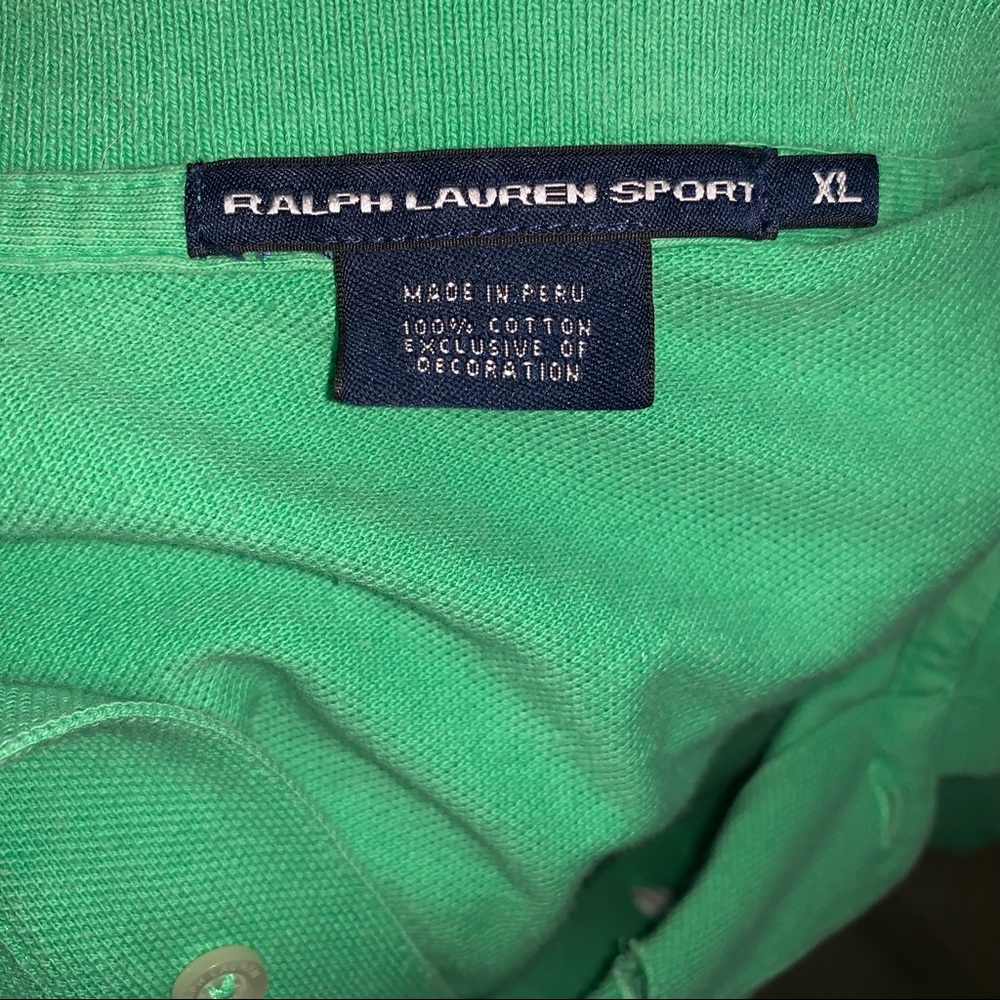 RALPH LAUREN SPORT XL
MADE IN PERU
100% COTTON
EXCLUSIVE OF
DECORATION